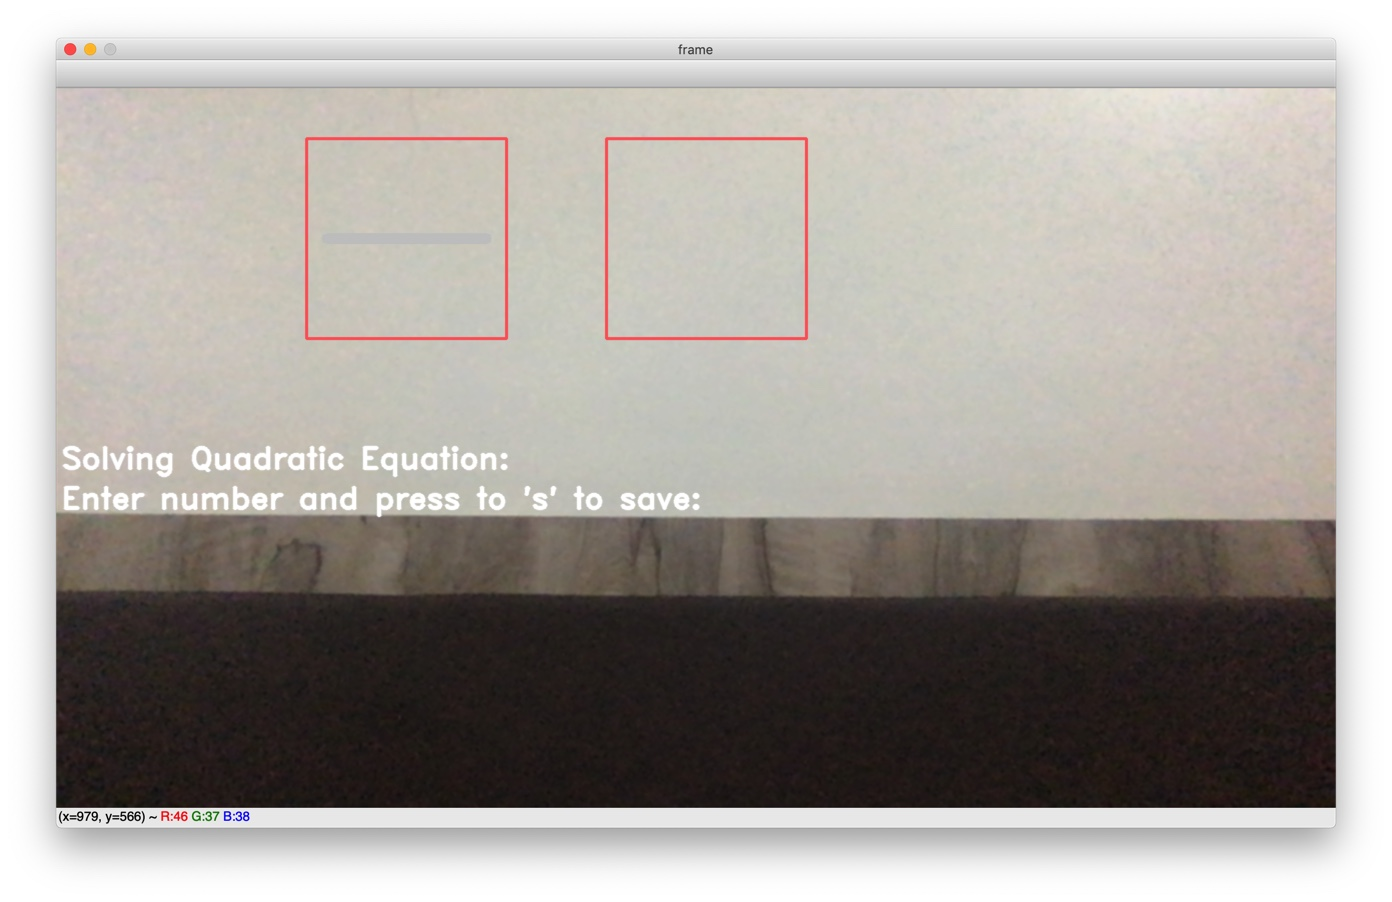 frame
Solving Quadratic Equation:
Enter number and press to 's' to save:
(x=979, y=566) ~ R:46 G:37 B:38